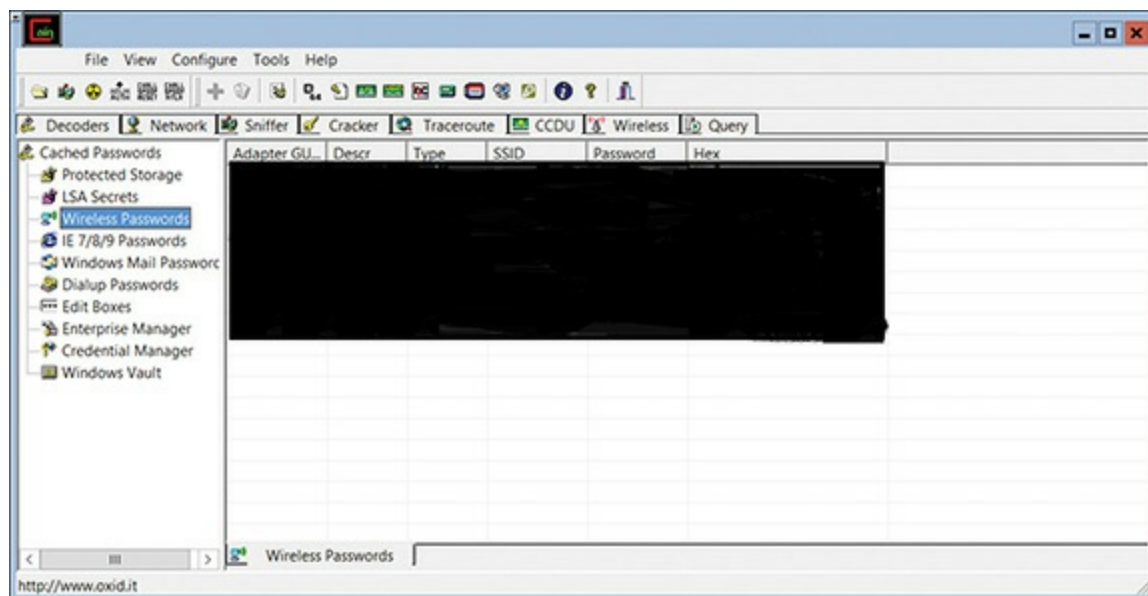 Cain
File View Configure Tools Help
Decoders Network Sniffer Cracker Traceroute CCDU Wireless Query
Cached Passwords
Protected Storage
LSA Secrets
Wireless Passwords
IE 7/8/9 Passwords
Windows Mail Passworc
Dialup Passwords
Edit Boxes
Enterprise Manager
Credential Manager
Windows Vault
Adapter GU... Descr Type SSID Password Hex
Wireless Passwords
http://www.oxid.it